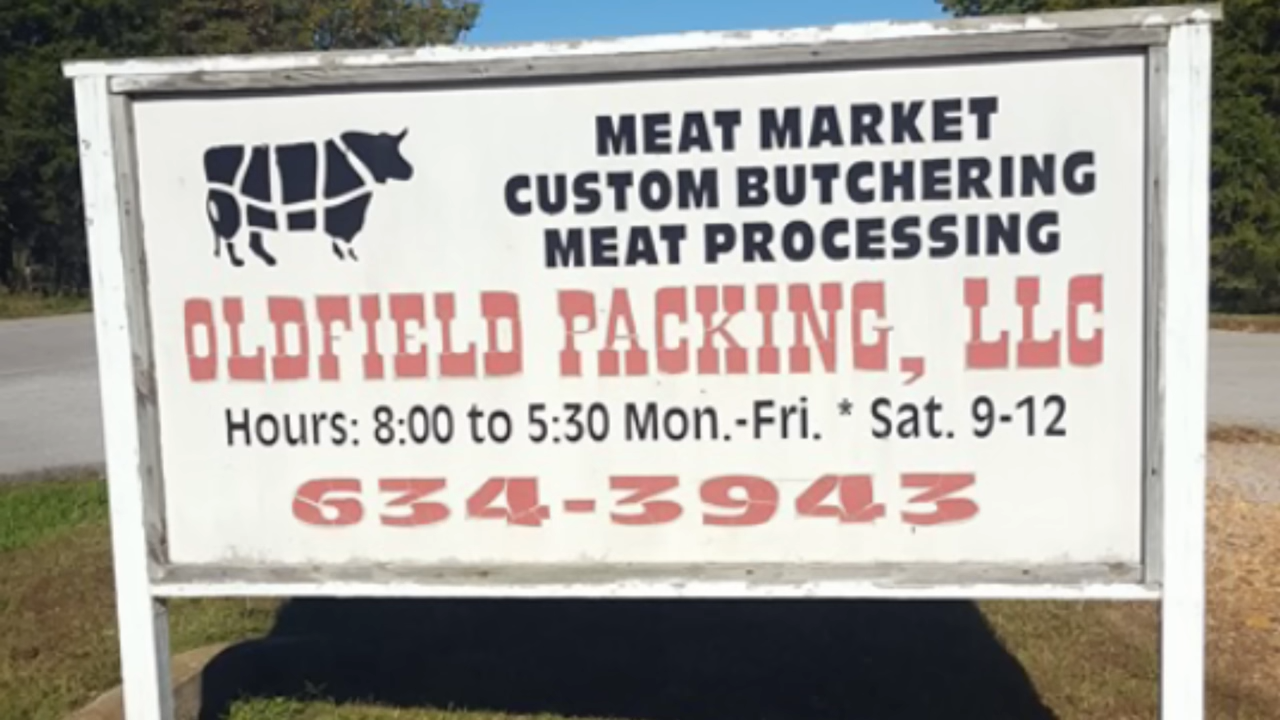 MEAT MARKET
CUSTOM BUTCHERING
MEAT PROCESSING
OLDFIELD PACKING, LLC
Hours: 8:00 to 5:30 Mon.-Fri. * Sat. 9-12
634-3943